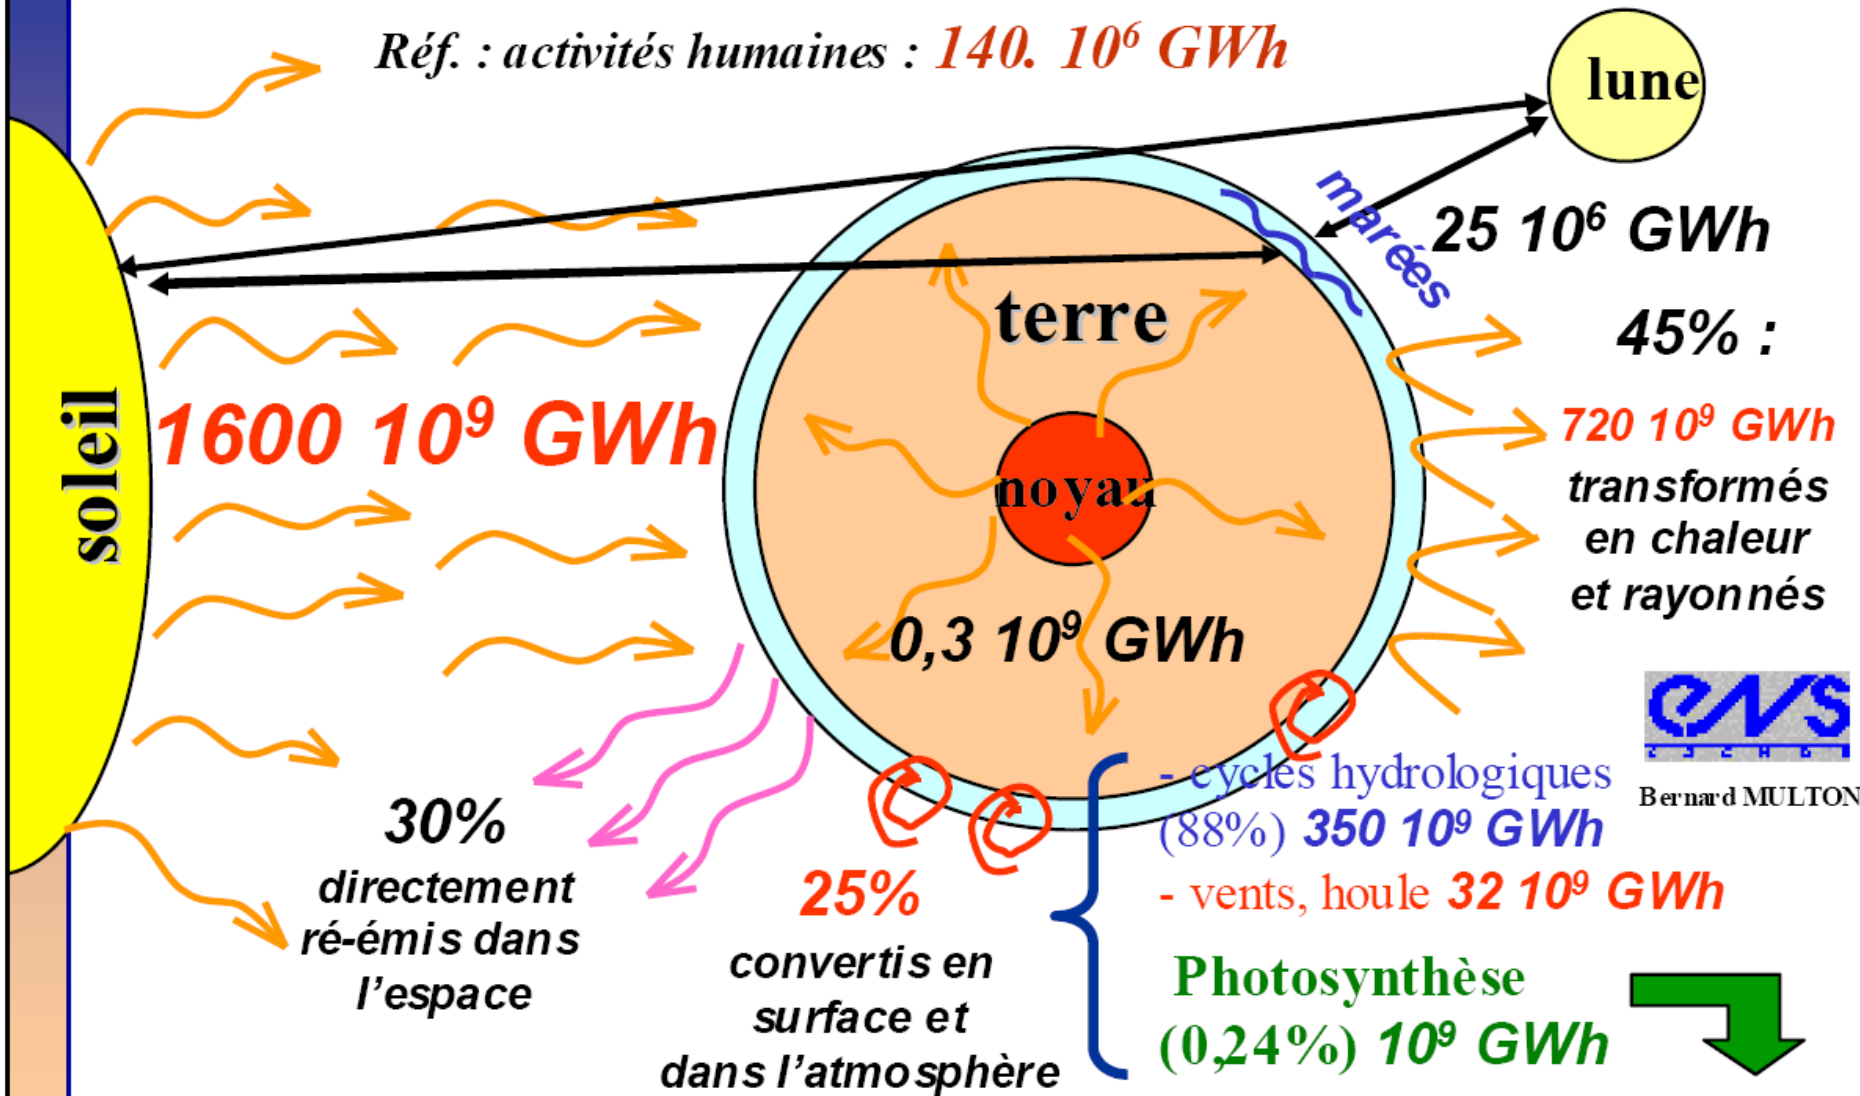 Réf. : activités humaines : 140. 10⁶ GWh
lune
marées
25 10⁶ GWh
terre
45% :
soleil
1600 10⁹ GWh
720 10⁹ GWh
transformés
en chaleur
et rayonnés
noyau
0,3 10⁹ GWh
ENS
Bernard MULTON
30%
directement
ré-émis dans
l'espace
25%
convertis en
surface et
dans l'atmosphère
- cycles hydrologiques
(88%) 350 10⁹ GWh
- vents, houle 32 10⁹ GWh
Photosynthèse
(0,24%) 10⁹ GWh